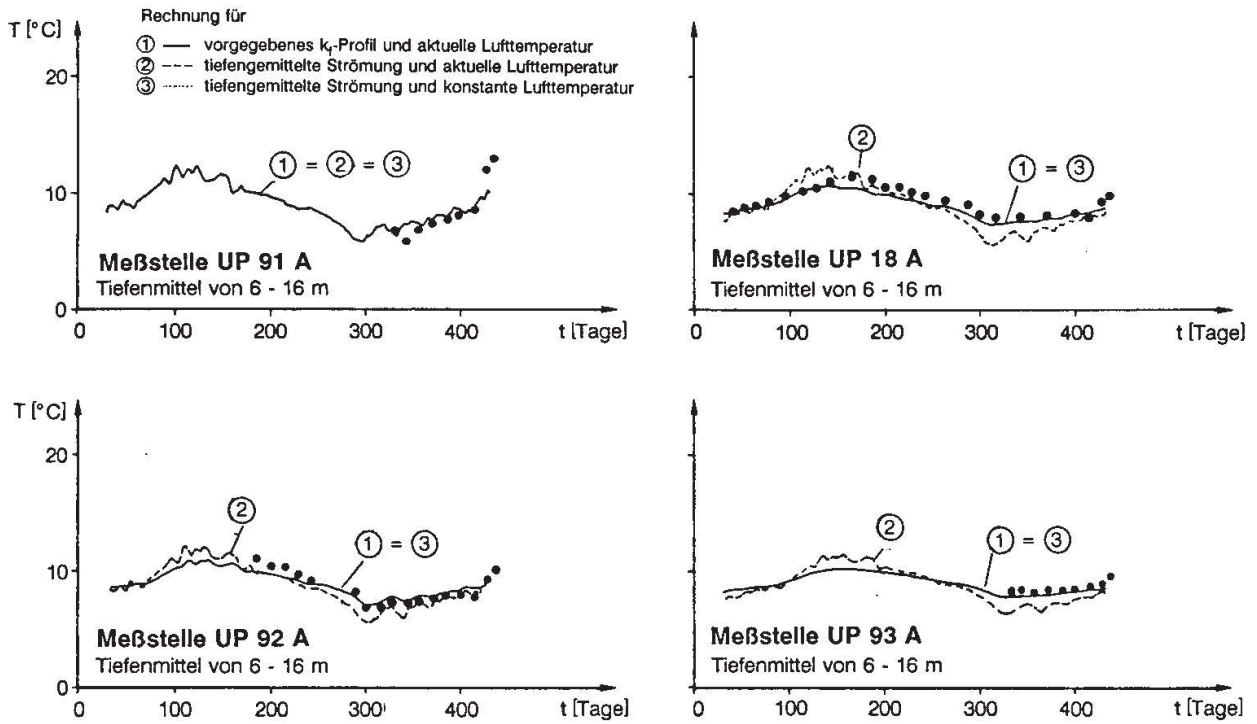 Rechnung für
T [°C]
① — vorgegebenes kf-Profil und aktuelle Lufttemperatur
② --- tiefengemittelte Strömung und aktuelle Lufttemperatur
③ ······ tiefengemittelte Strömung und konstante Lufttemperatur
20
10
0
① = ② = ③
Meßstelle UP 91 A
Tiefenmittel von 6 - 16 m
0 100 200 300 400 t [Tage]
②
① = ③
Meßstelle UP 18 A
Tiefenmittel von 6 - 16 m
0 100 200 300 400 t [Tage]
T [°C]
20
10
0
②
① = ③
Meßstelle UP 92 A
Tiefenmittel von 6 - 16 m
0 100 200 300 400 t [Tage]
②
① = ③
Meßstelle UP 93 A
Tiefenmittel von 6 - 16 m
0 100 200 300 400 t [Tage]